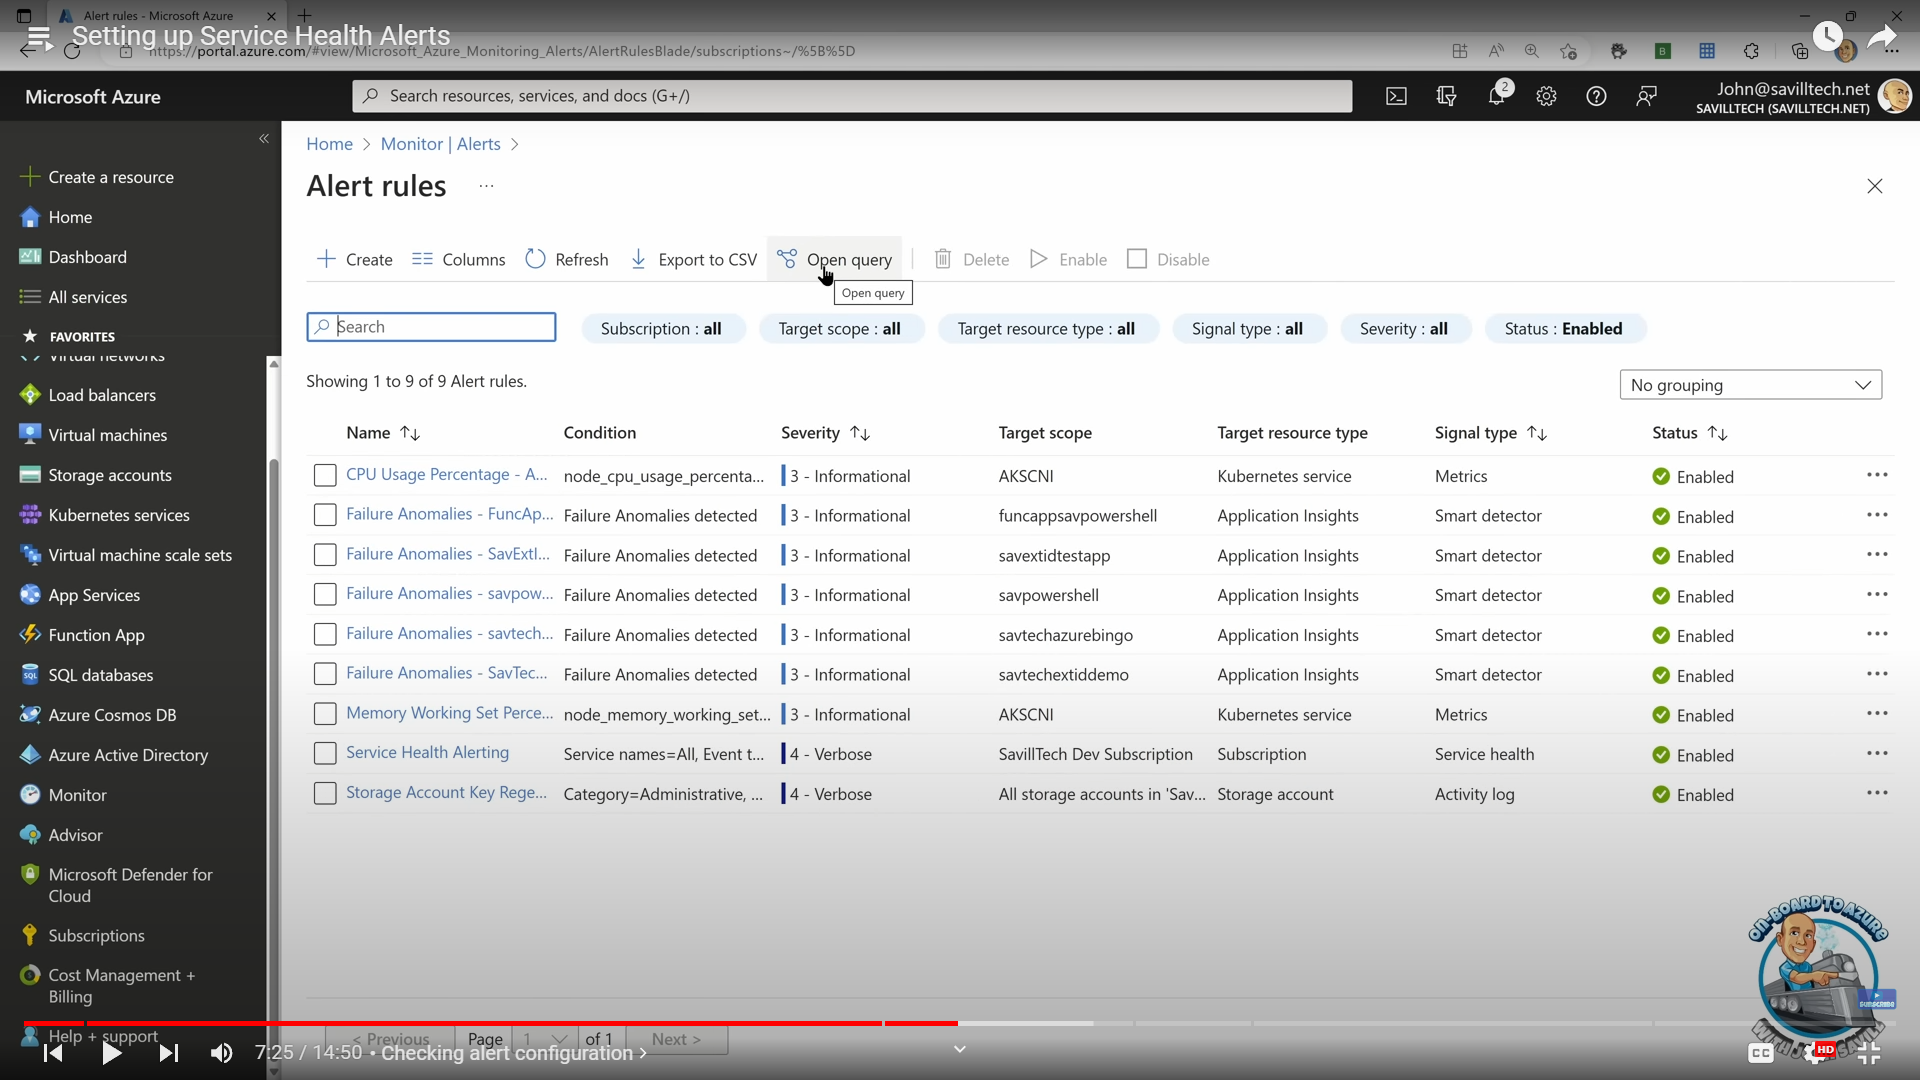 Alert rules - Microsoft Azure
Setting up Service Health Alerts
https://portal.azure.com/#view/Microsoft_Azure_Monitoring_Alerts/AlertRulesBlade/subscriptions~/%5B%5D
Microsoft Azure
Search resources, services, and docs (G+/)
2
John@savilltech.net
SAVILLTECH (SAVILLTECH.NET)
Create a resource
Home
Dashboard
All services
FAVORITES
Virtual networks
Load balancers
Virtual machines
Storage accounts
Kubernetes services
Virtual machine scale sets
App Services
Function App
SQL databases
Azure Cosmos DB
Azure Active Directory
Monitor
Advisor
Microsoft Defender for
Cloud
Subscriptions
Cost Management +
Billing
Help + support
Home > Monitor | Alerts >
Alert rules ...
Create Columns Refresh Export to CSV Open query Delete Enable Disable
Open query
Search Subscription : all Target scope : all Target resource type : all Signal type : all Severity : all Status : Enabled
Showing 1 to 9 of 9 Alert rules.
No grouping
Name Condition Severity Target scope Target resource type Signal type Status
CPU Usage Percentage - A... node_cpu_usage_percenta... 3 - Informational AKSCNI Kubernetes service Metrics Enabled ...
Failure Anomalies - FuncAp... Failure Anomalies detected 3 - Informational funcappsavpowershell Application Insights Smart detector Enabled ...
Failure Anomalies - SavExtI... Failure Anomalies detected 3 - Informational savextidtestapp Application Insights Smart detector Enabled ...
Failure Anomalies - savpow... Failure Anomalies detected 3 - Informational savpowershell Application Insights Smart detector Enabled ...
Failure Anomalies - savtech... Failure Anomalies detected 3 - Informational savtechazurebingo Application Insights Smart detector Enabled ...
Failure Anomalies - SavTec... Failure Anomalies detected 3 - Informational savtechextiddemo Application Insights Smart detector Enabled ...
Memory Working Set Perce... node_memory_working_set... 3 - Informational AKSCNI Kubernetes service Metrics Enabled ...
Service Health Alerting Service names=All, Event t... 4 - Verbose SavillTech Dev Subscription Subscription Service health Enabled ...
Storage Account Key Rege... Category=Administrative, ... 4 - Verbose All storage accounts in 'Sav... Storage account Activity log Enabled ...
ON-BOARD TO AZURE
SUBSCRIBE
< Previous Page 1 of 1 Next >
7:25 / 14:50 • Checking alert configuration >
CC HD